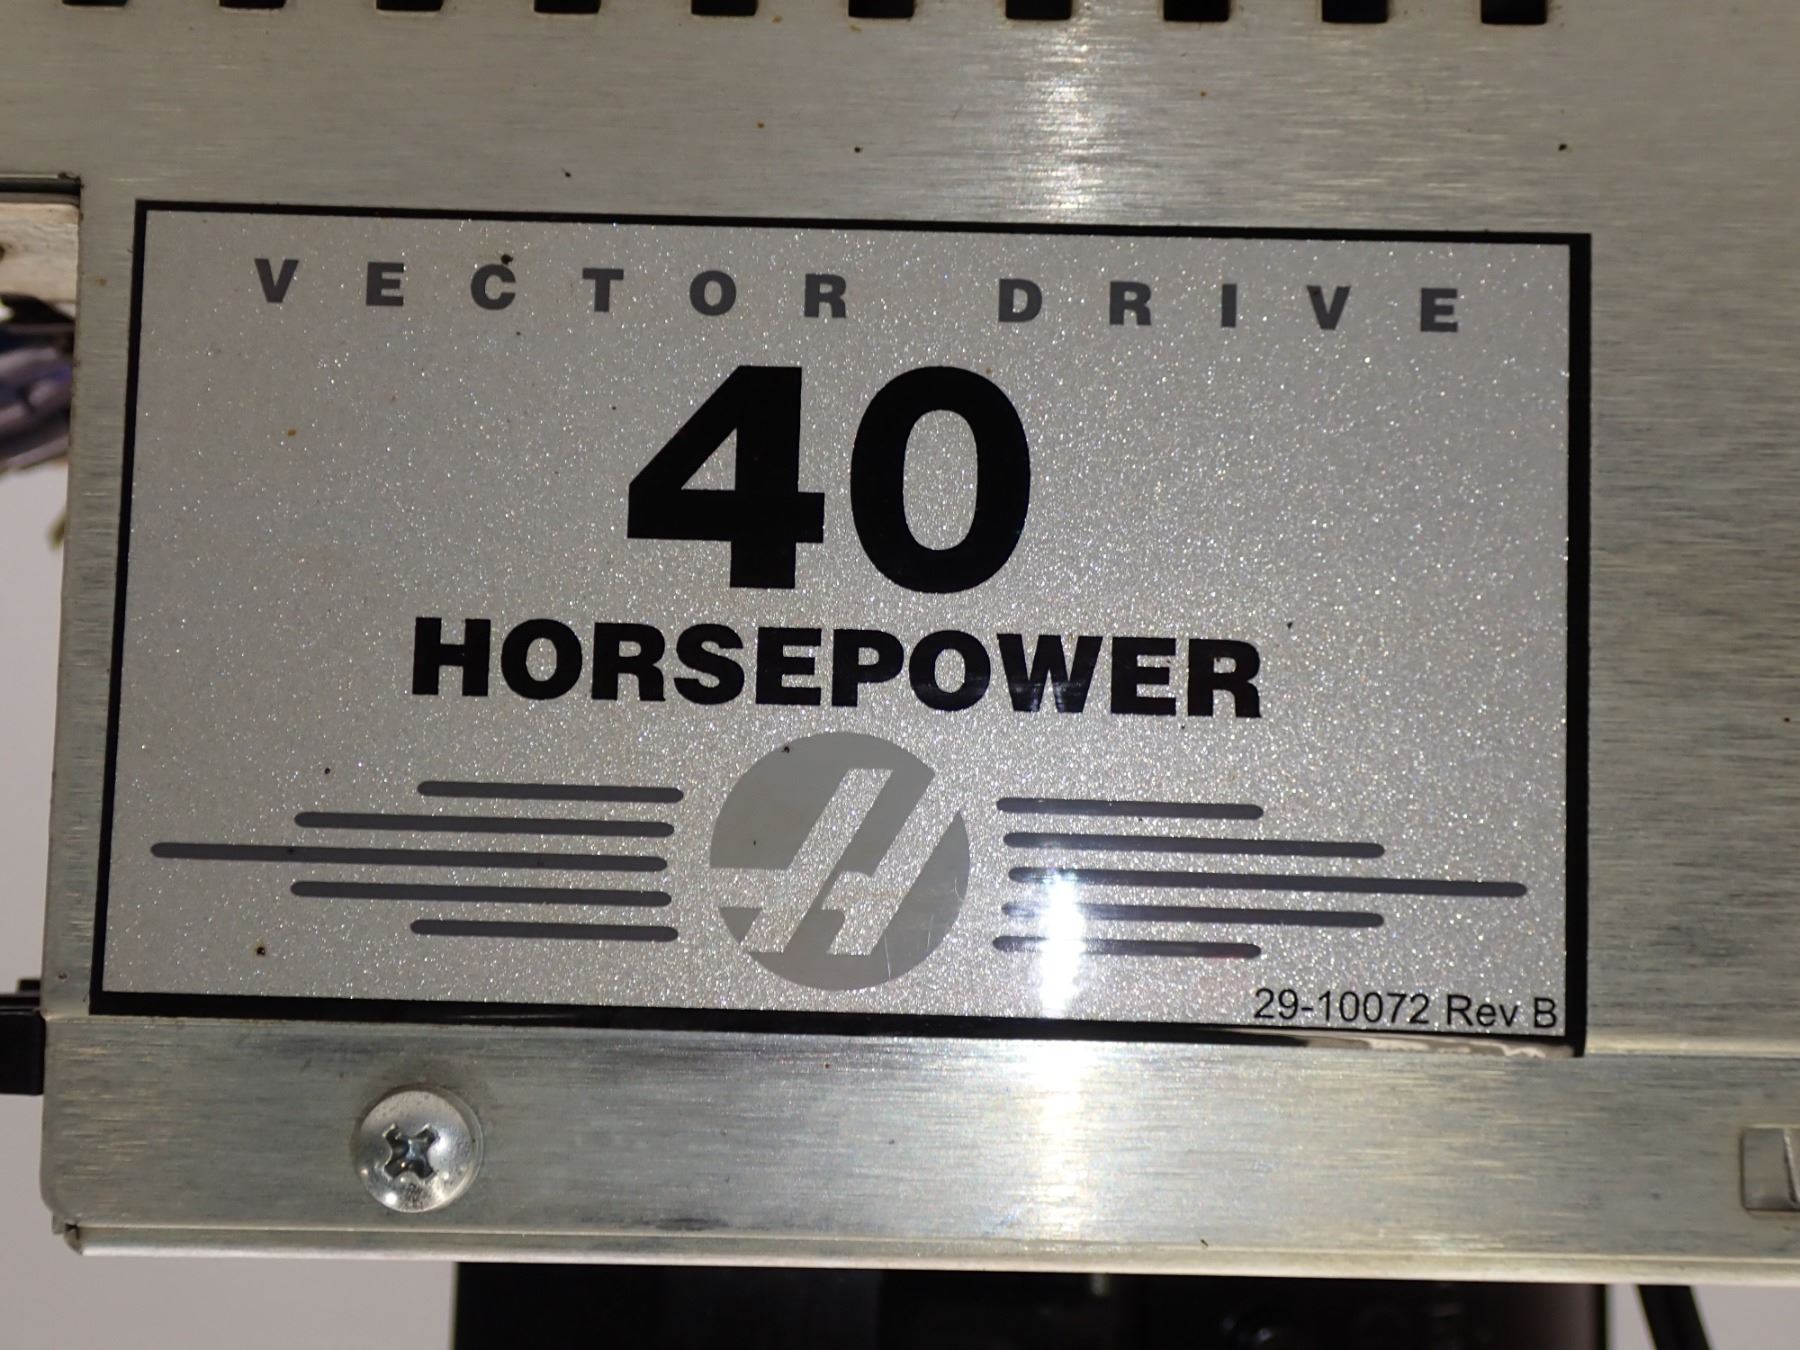 VECTOR DRIVE
40
HORSEPOWER
29-10072 Rev B